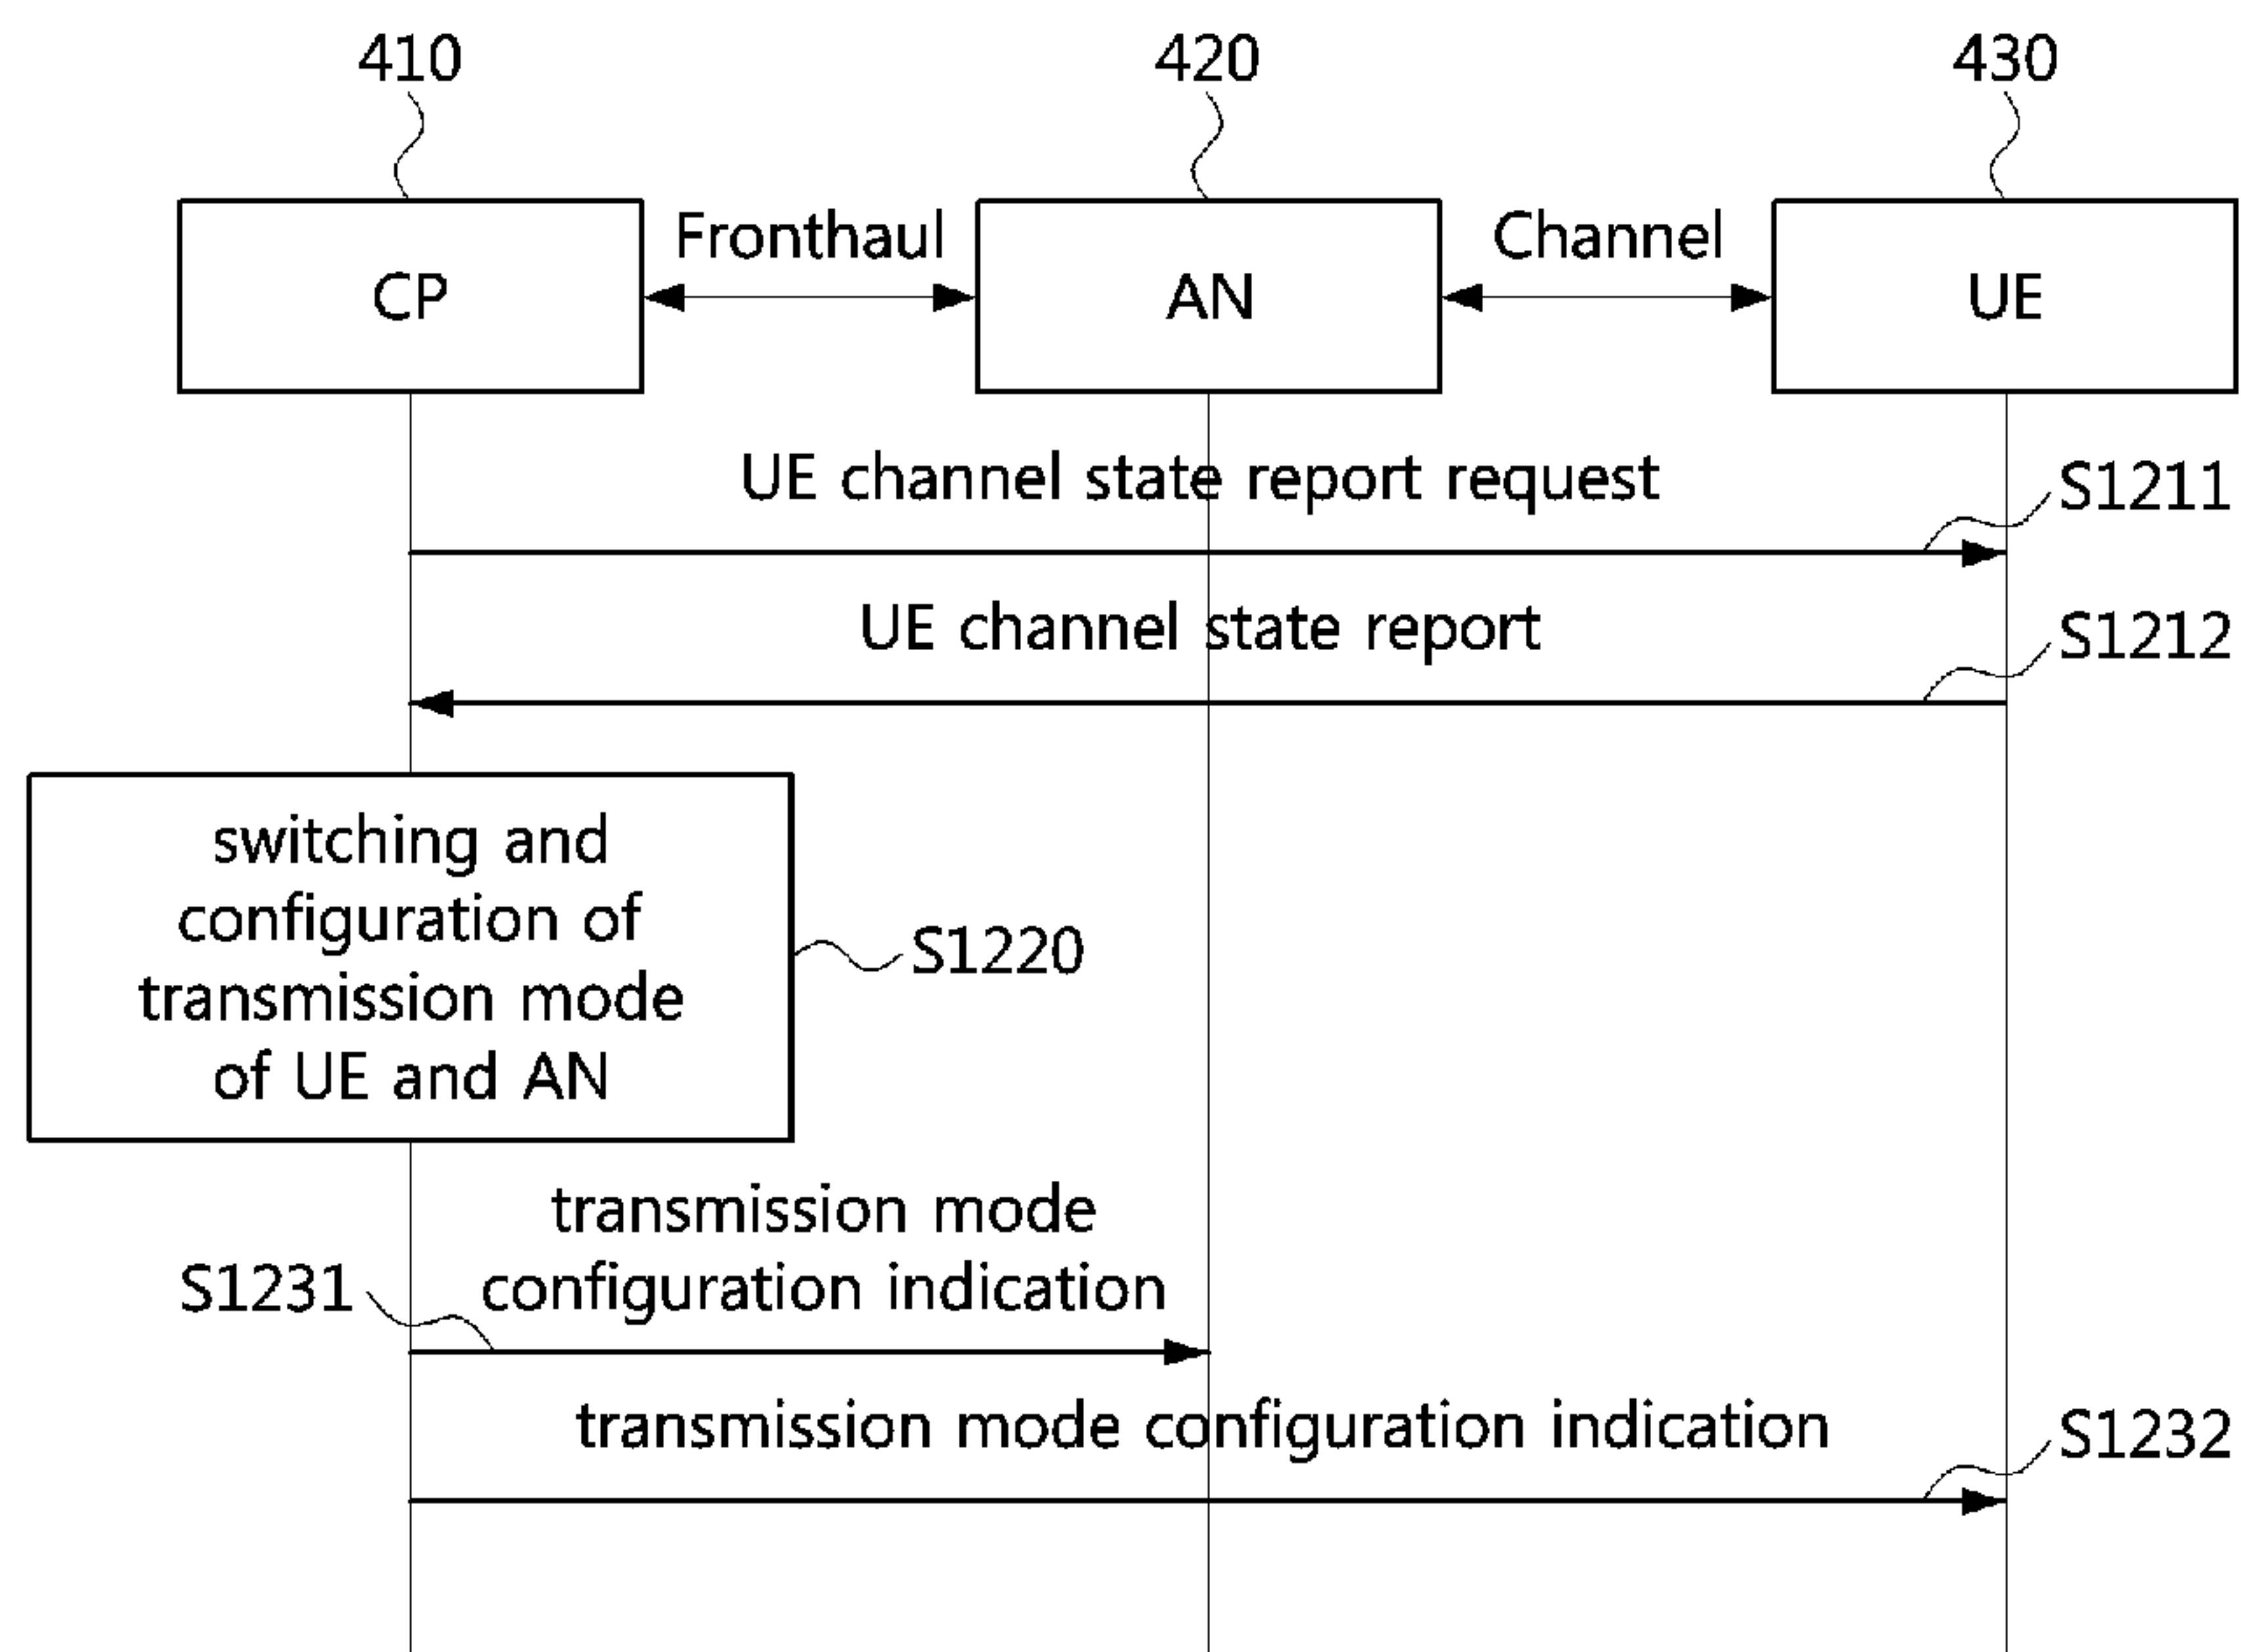 410
420
430
Fronthaul
Channel
CP
AN
UE
UE channel state report request
S1211
UE channel state report
S1212
switching and
configuration of
transmission mode
of UE and AN
S1220
transmission mode
configuration indication
S1231
transmission mode configuration indication
S1232